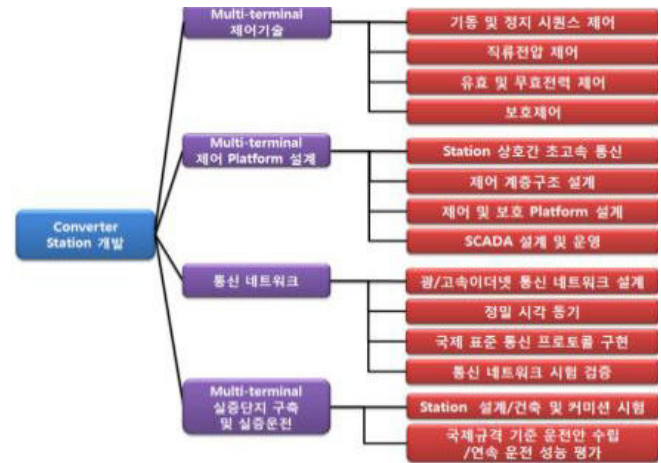 Multi-terminal
제어기술
기동 및 정지 시퀀스 제어
직류전압 제어
유효 및 무효전력 제어
보호제어
Multi-terminal
제어 Platform 설계
Station 상호간 초고속 통신
제어 계층구조 설계
제어 및 보호 Platform 설계
SCADA 설계 및 운영
Converter
Station 개발
통신 네트워크
광/고속이더넷 통신 네트워크 설계
정밀 시각 동기
국제 표준 통신 프로토콜 구현
통신 네트워크 시험 검증
Multi-terminal
실증단지 구축
및 실증운전
Station 설계/건축 및 커미션 시험
국제규격 기준 운전안 수립
/연속 운전 성능 평가